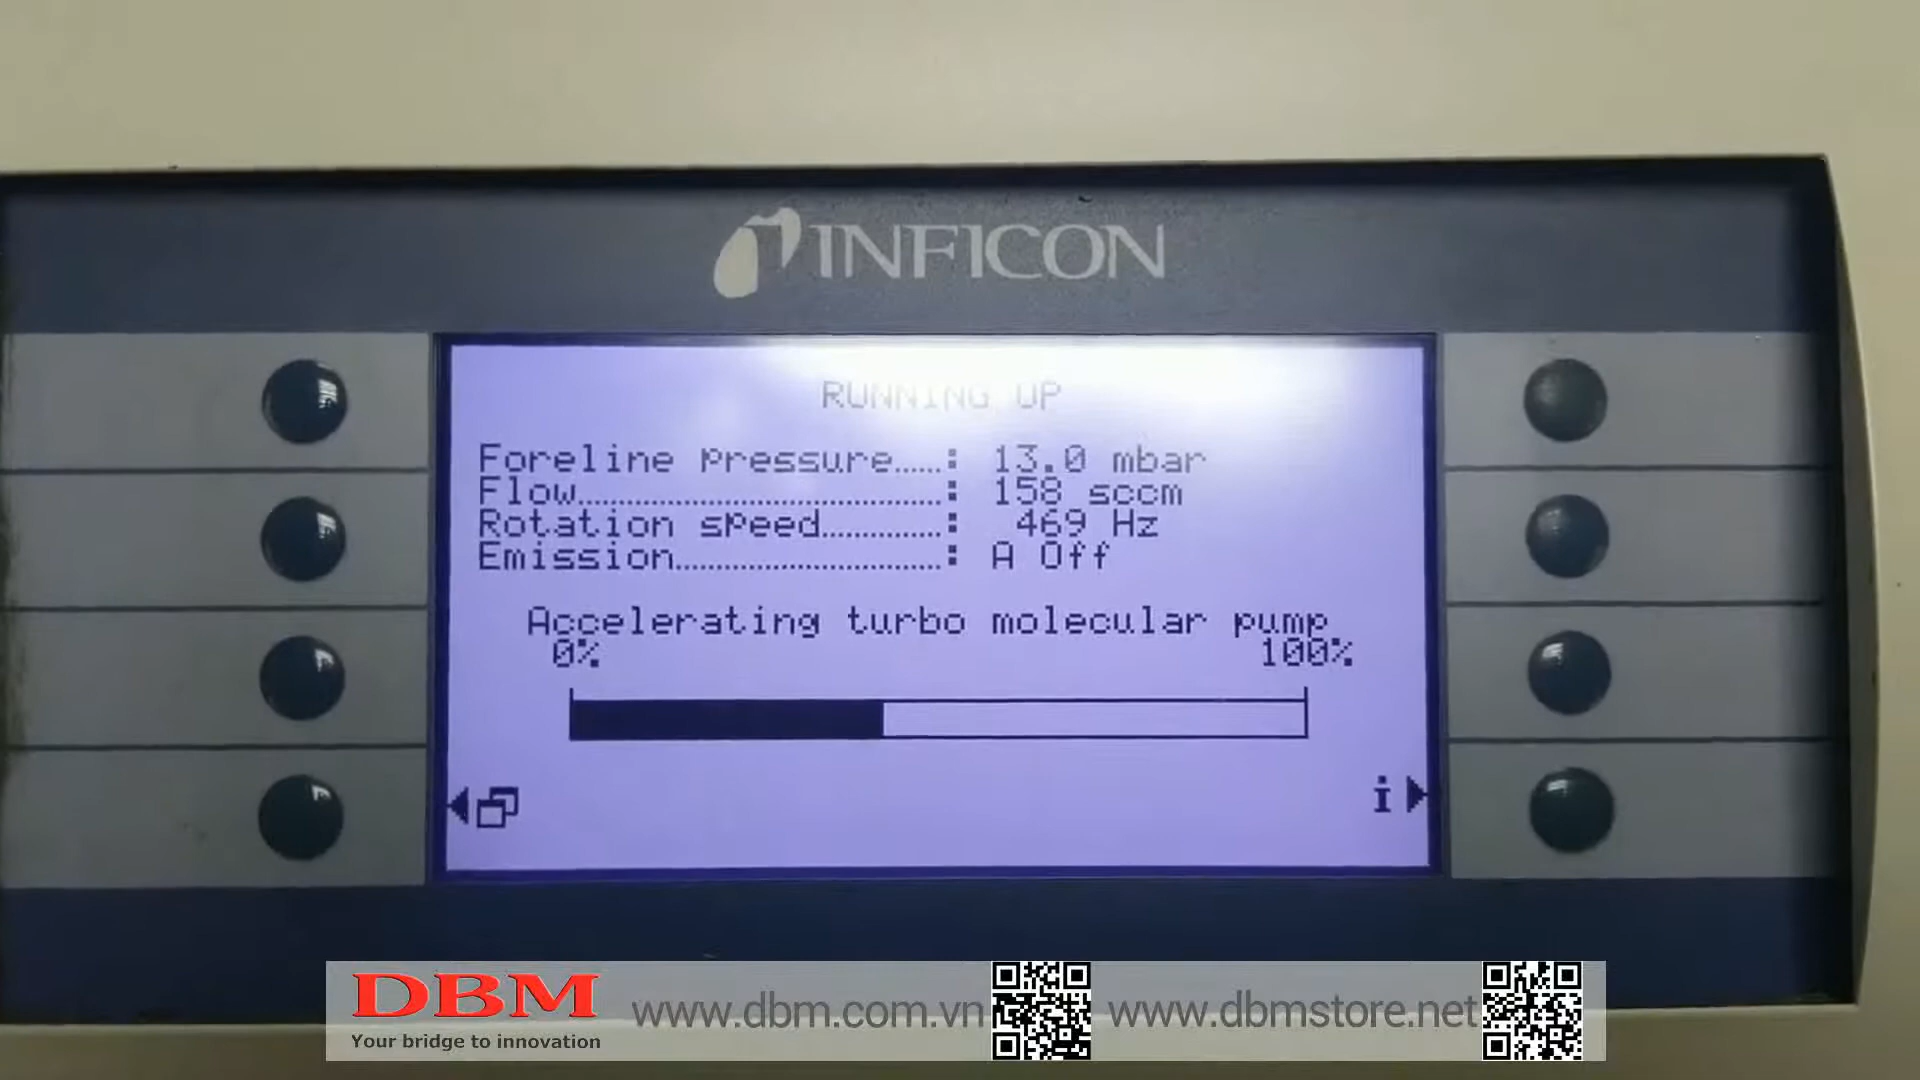 INFICON
RUNNING UP
Foreline pressure.....: 13.0 mbar
Flow..............................: 158 sccm
Rotation speed..........: 469 Hz
Emission......................: A Off
Accelerating turbo molecular pump
0% 100%
i
DBM
Your bridge to innovation
www.dbm.com.vn
www.dbmstore.net